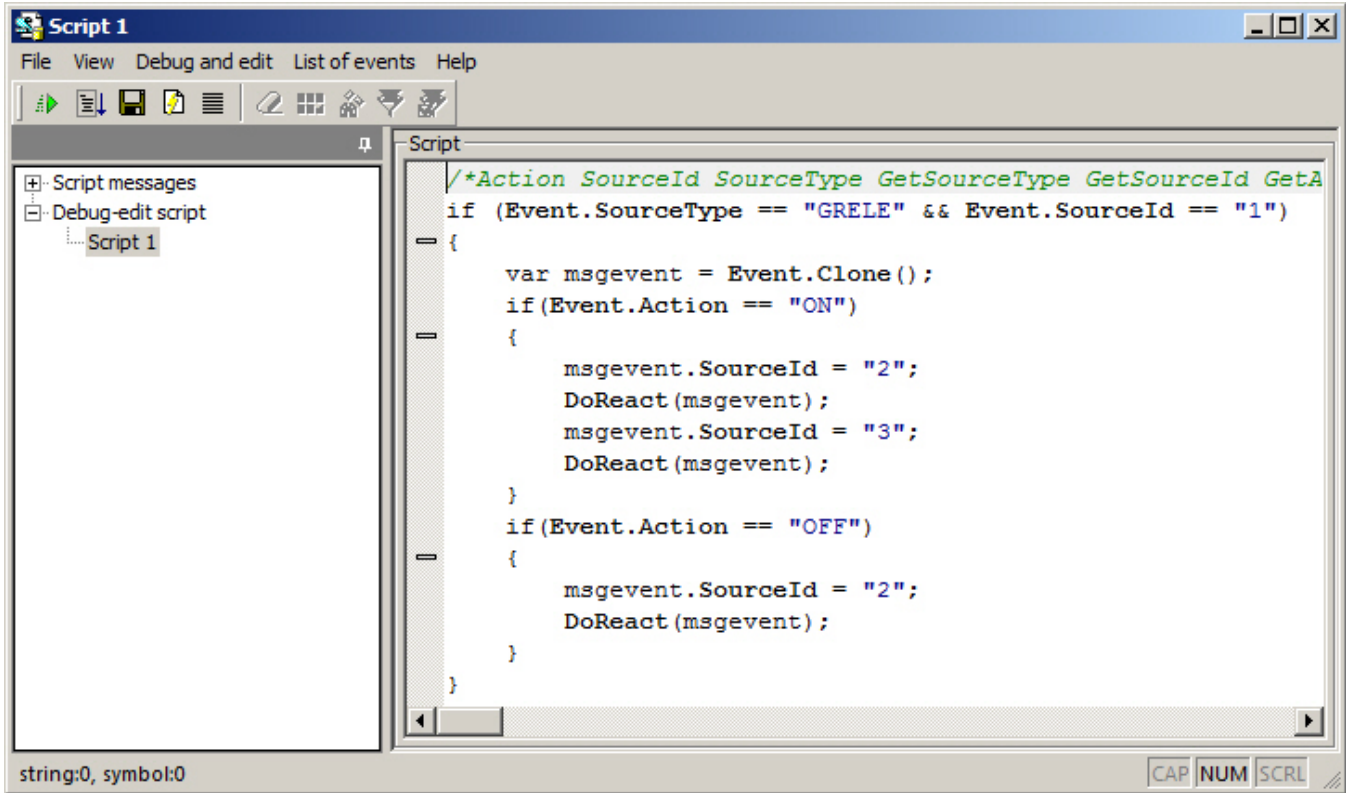 Script 1
File View Debug and edit List of events Help
Script
Script messages
Debug-edit script
Script 1
/*Action SourceId SourceType GetSourceType GetSourceId GetA
if (Event.SourceType == "GRELE" && Event.SourceId == "1")
{
var msgevent = Event.Clone();
if(Event.Action == "ON")
{
msgevent.SourceId = "2";
DoReact(msgevent);
msgevent.SourceId = "3";
DoReact(msgevent);
}
if(Event.Action == "OFF")
{
msgevent.SourceId = "2";
DoReact(msgevent);
}
}
string:0, symbol:0
CAP NUM SCRL